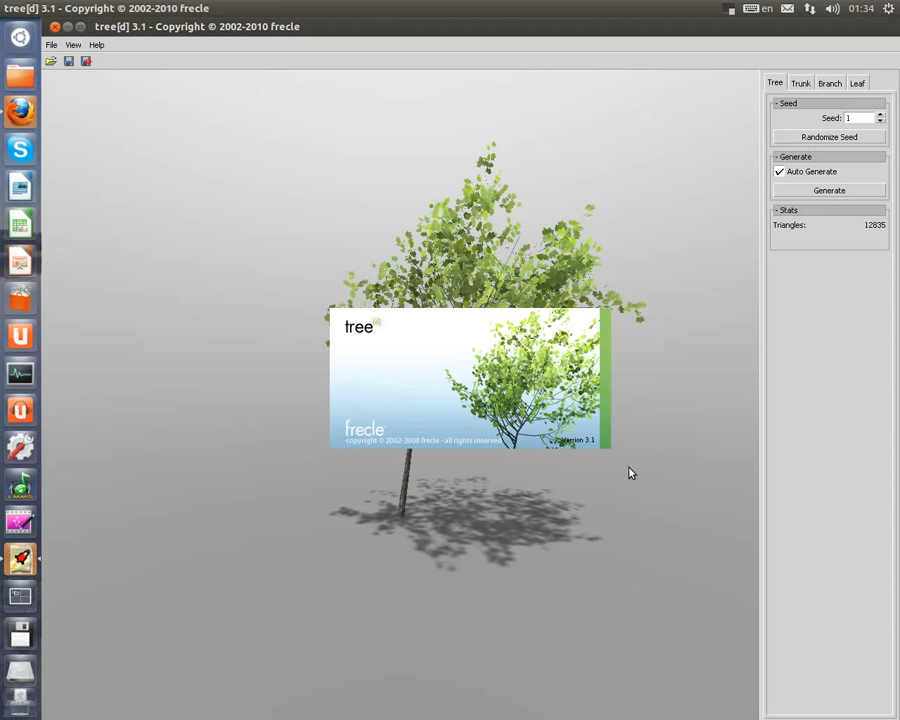 tree[d] 3.1 - Copyright © 2002-2010 frecle
en
01:34
tree[d] 3.1 - Copyright © 2002-2010 frecle
File View Help
Tree Trunk Branch Leaf
- Seed
Seed: 1
Randomize Seed
- Generate
Auto Generate
Generate
- Stats
Triangles: 12835
tree[d]
frecle
copyright © 2002-2008 frecle - all rights reserved
Version 3.1
LMMS